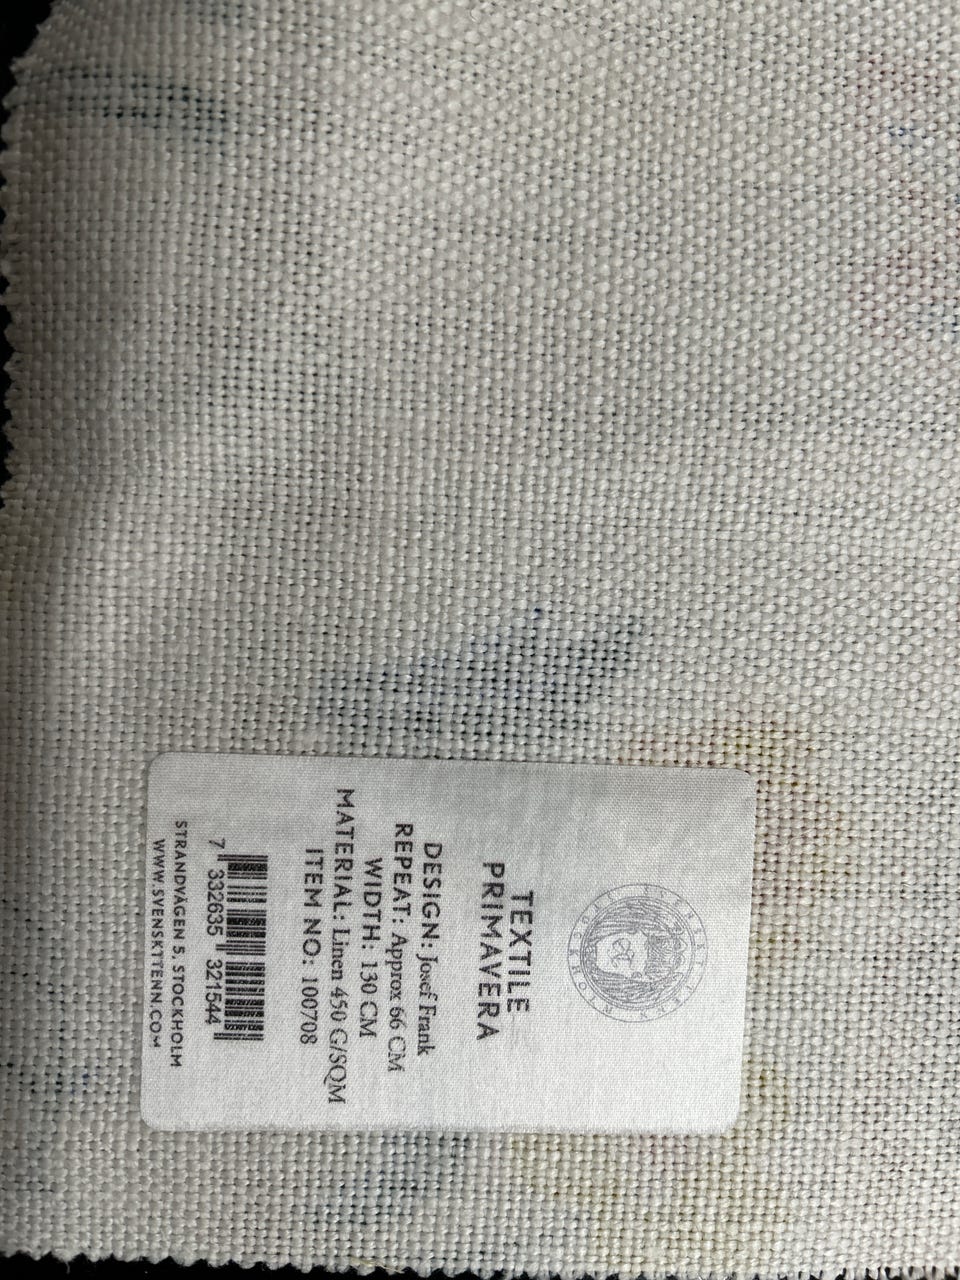 TEXTILE
PRIMAVERA
DESIGN: Josef Frank
REPEAT: Approx 66 CM
WIDTH: 130 CM
MATERIAL: Linen 450 G/SQM
ITEM NO: 100708
7 332635 321544
STRANDVÄGEN 5, STOCKHOLM
WWW.SVENSKTTENN.COM